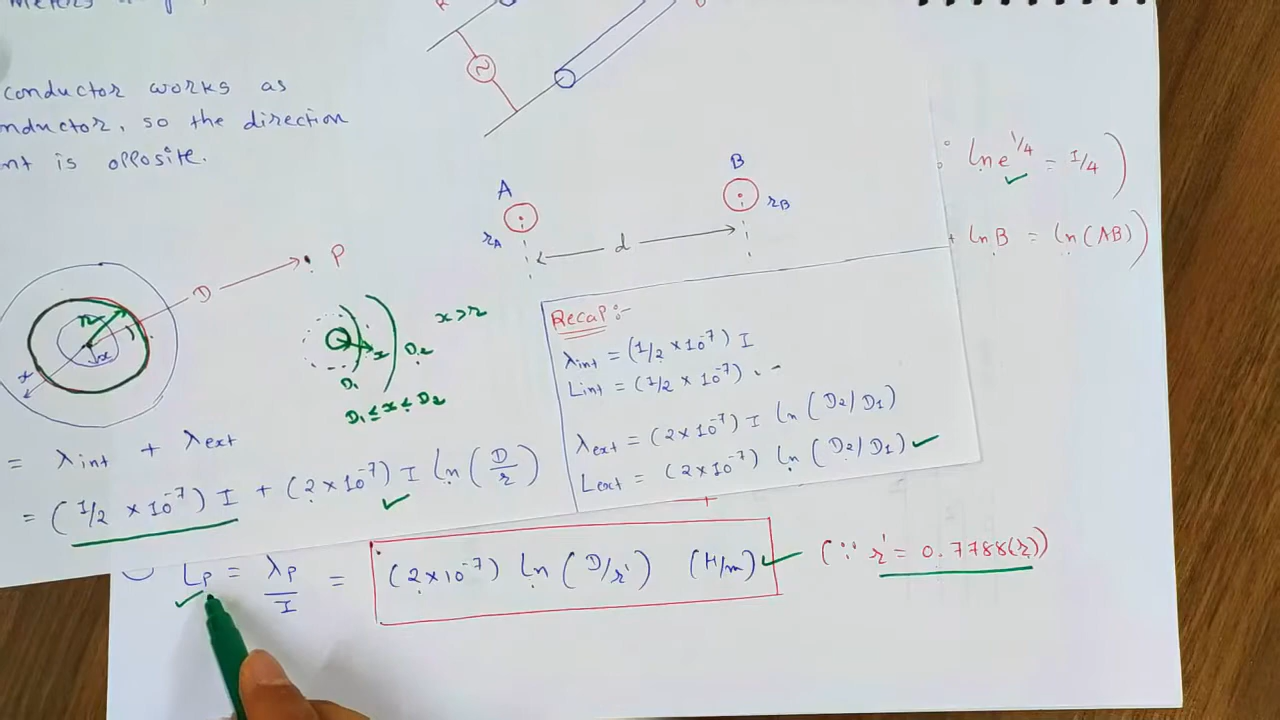 conductor works as
nductor, so the direction
nt is opposite.
A
B
rA
rB
d
P
D
r
x
x>r
x
D1
D2
D1 ≤ x ≤ D2
∵ ln e^1/4 = 1/4)
+ ln B = ln (AB))
Recap:-
λint = (1/2 × 10^-7) I
Lint = (1/2 × 10^-7)
λext = (2×10^-7) I ln (D2/D1)
Lext = (2×10^-7) ln (D2/D1)
= λint + λext
= (1/2 × 10^-7) I + (2×10^-7) I ln (D/r)
LP = λP/I = (2×10^-7) ln (D/r') (H/m) (∵ r' = 0.7788(r))